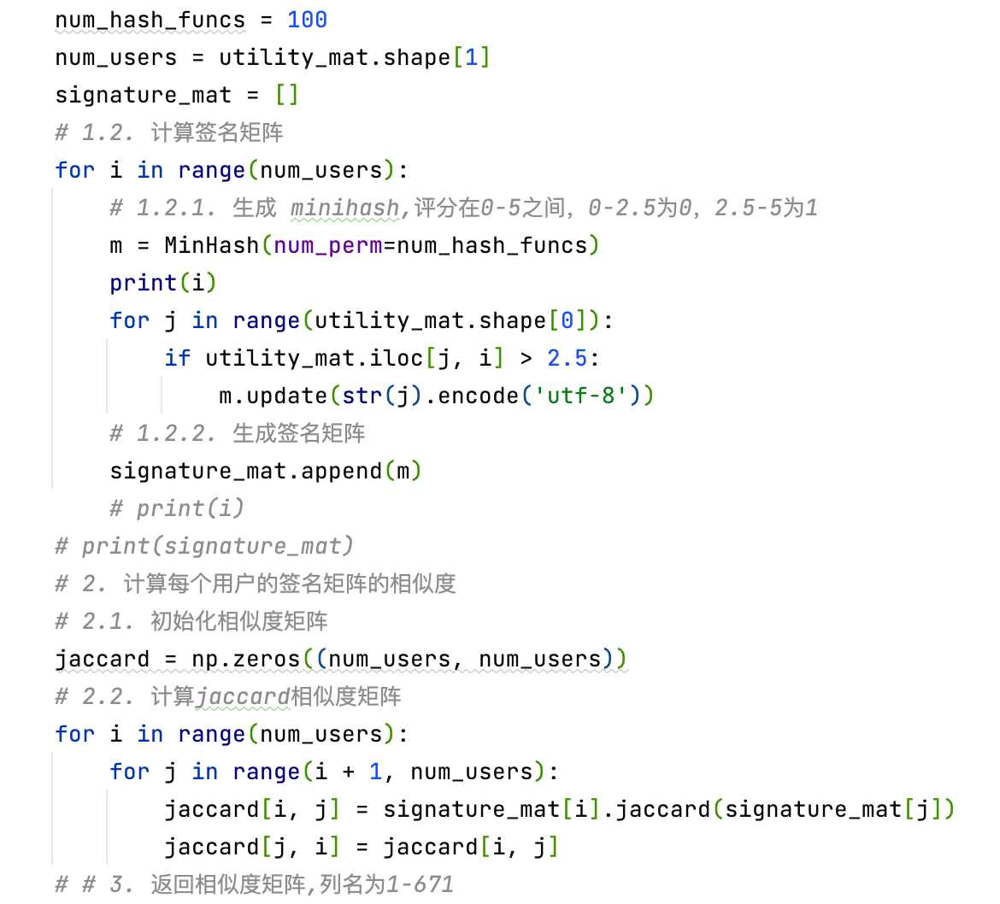 num_hash_funcs = 100
num_users = utility_mat.shape[1]
signature_mat = []
# 1.2. 计算签名矩阵
for i in range(num_users):
    # 1.2.1. 生成 minihash,评分在0-5之间，0-2.5为0，2.5-5为1
    m = MinHash(num_perm=num_hash_funcs)
    print(i)
    for j in range(utility_mat.shape[0]):
        if utility_mat.iloc[j, i] > 2.5:
            m.update(str(j).encode('utf-8'))
    # 1.2.2. 生成签名矩阵
    signature_mat.append(m)
    # print(i)
# print(signature_mat)
# 2. 计算每个用户的签名矩阵的相似度
# 2.1. 初始化相似度矩阵
jaccard = np.zeros((num_users, num_users))
# 2.2. 计算jaccard相似度矩阵
for i in range(num_users):
    for j in range(i + 1, num_users):
        jaccard[i, j] = signature_mat[i].jaccard(signature_mat[j])
        jaccard[j, i] = jaccard[i, j]
# # 3. 返回相似度矩阵,列名为1-671